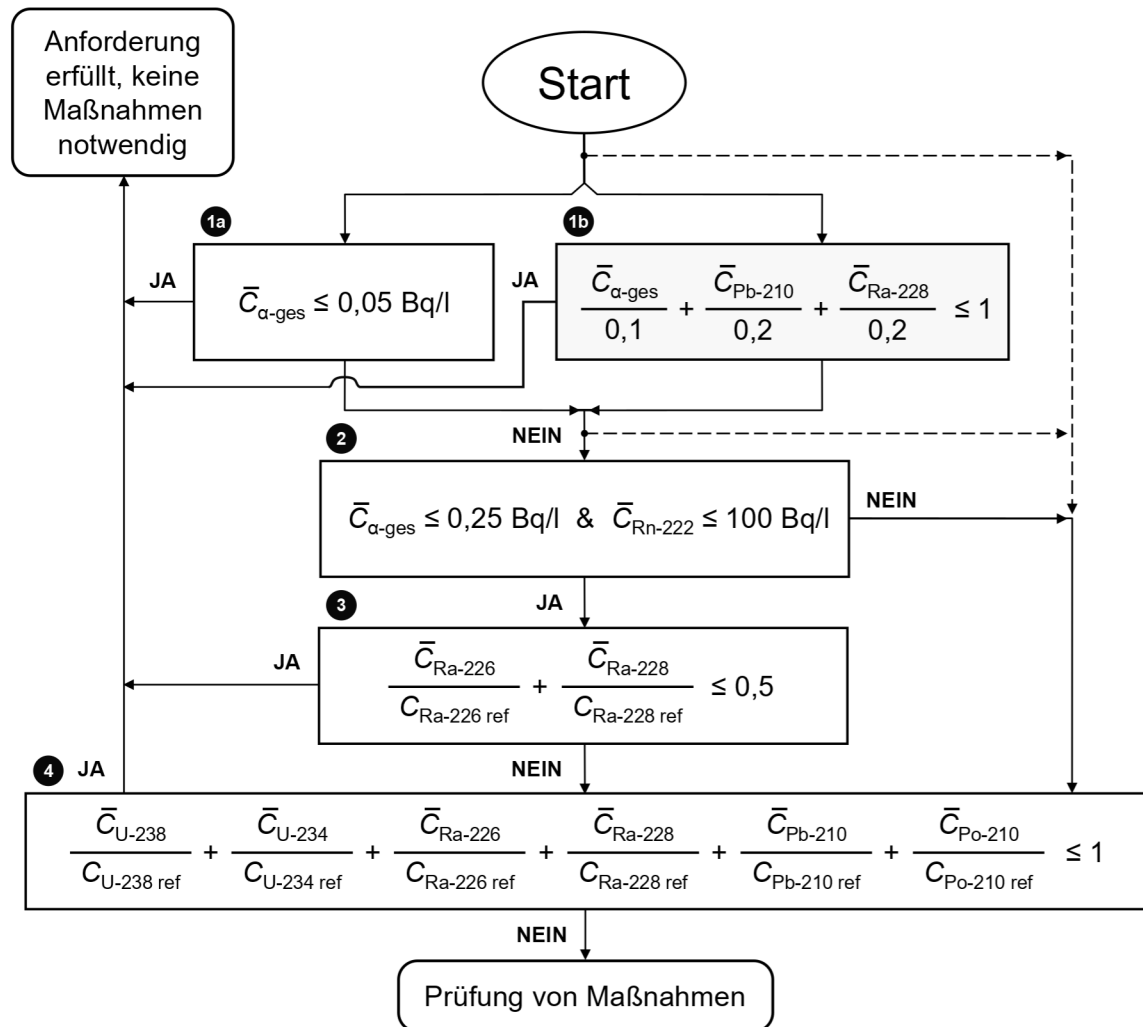 Anforderung
erfüllt, keine
Maßnahmen
notwendig
Start
1a
1b
JA
C̅α-ges ≤ 0,05 Bq/l
JA
C̅α-ges/0,1 + C̅Pb-210/0,2 + C̅Ra-228/0,2 ≤ 1
2
NEIN
C̅α-ges ≤ 0,25 Bq/l & C̅Rn-222 ≤ 100 Bq/l
NEIN
3
JA
JA
C̅Ra-226/CRa-226 ref + C̅Ra-228/CRa-228 ref ≤ 0,5
4
JA
NEIN
C̅U-238/CU-238 ref + C̅U-234/CU-234 ref + C̅Ra-226/CRa-226 ref + C̅Ra-228/CRa-228 ref + C̅Pb-210/CPb-210 ref + C̅Po-210/CPo-210 ref ≤ 1
NEIN
Prüfung von Maßnahmen